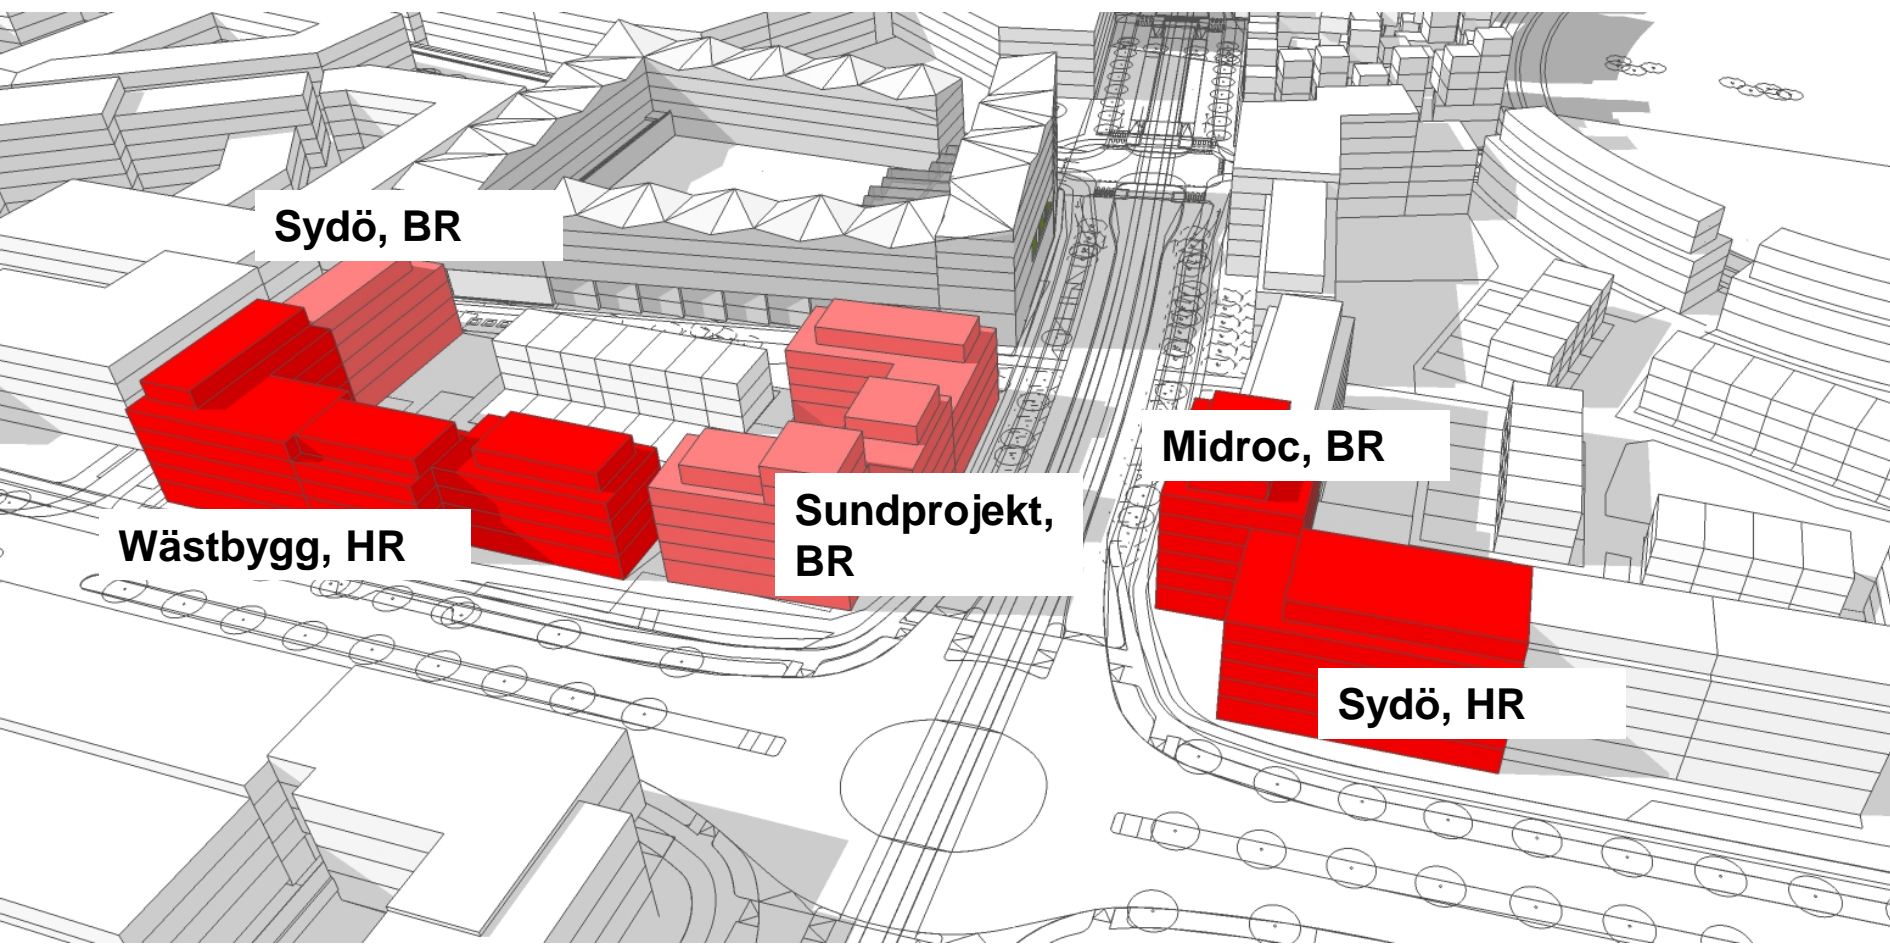 Sydö, BR
Midroc, BR
Sundprojekt,
BR
Wästbygg, HR
Sydö, HR